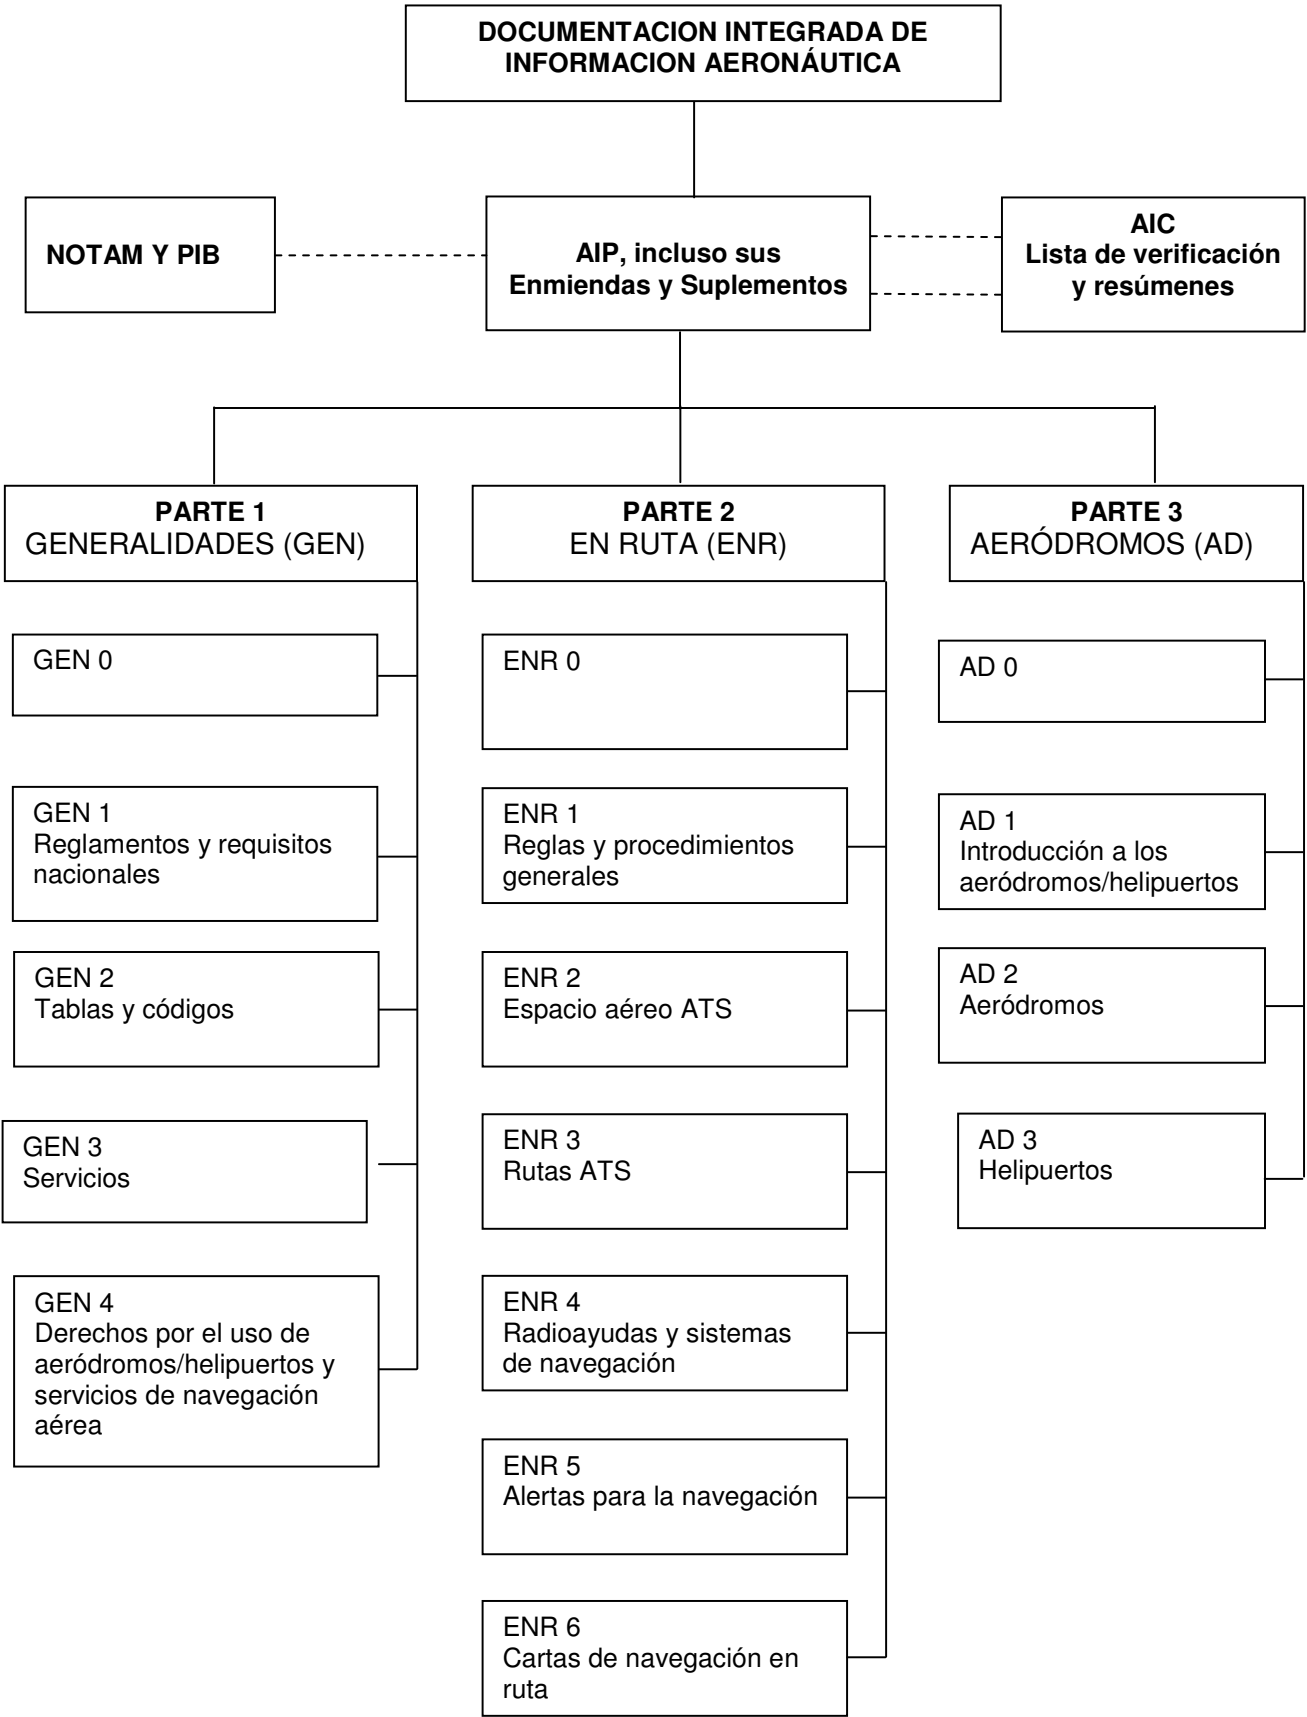 DOCUMENTACION INTEGRADA DE
INFORMACION AERONÁUTICA
NOTAM Y PIB
AIP, incluso sus
Enmiendas y Suplementos
AIC
Lista de verificación
y resúmenes
PARTE 1
GENERALIDADES (GEN)
GEN 0
GEN 1
Reglamentos y requisitos
nacionales
GEN 2
Tablas y códigos
GEN 3
Servicios
GEN 4
Derechos por el uso de
aeródromos/helipuertos y
servicios de navegación
aérea
PARTE 2
EN RUTA (ENR)
ENR 0
ENR 1
Reglas y procedimientos
generales
ENR 2
Espacio aéreo ATS
ENR 3
Rutas ATS
ENR 4
Radioayudas y sistemas
de navegación
ENR 5
Alertas para la navegación
ENR 6
Cartas de navegación en
ruta
PARTE 3
AERÓDROMOS (AD)
AD 0
AD 1
Introducción a los
aeródromos/helipuertos
AD 2
Aeródromos
AD 3
Helipuertos